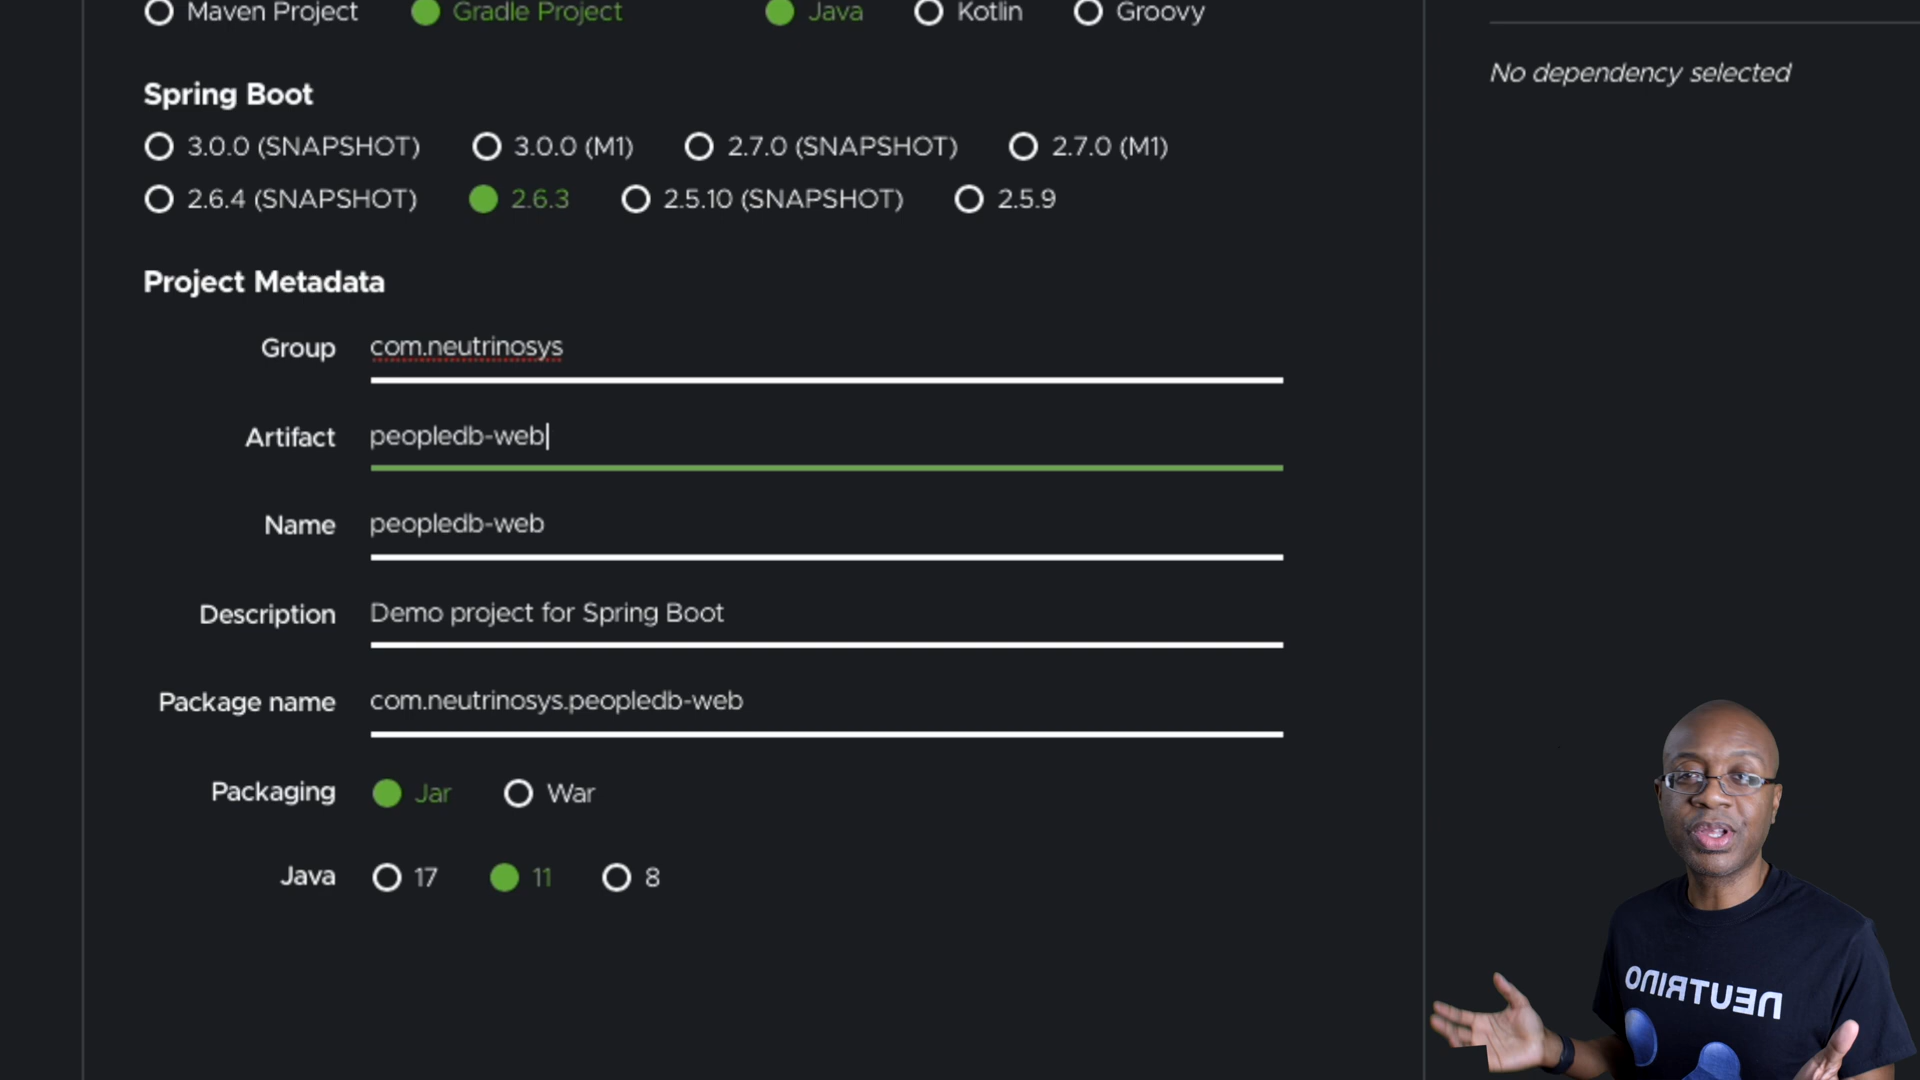 Maven Project Gradle Project Java Kotlin Groovy
No dependency selected
Spring Boot
3.0.0 (SNAPSHOT) 3.0.0 (M1) 2.7.0 (SNAPSHOT) 2.7.0 (M1)
2.6.4 (SNAPSHOT) 2.6.3 2.5.10 (SNAPSHOT) 2.5.9
Project Metadata
Group com.neutrinosys
Artifact peopledb-web
Name peopledb-web
Description Demo project for Spring Boot
Package name com.neutrinosys.peopledb-web
Packaging Jar War
Java 17 11 8
NEUTRINO